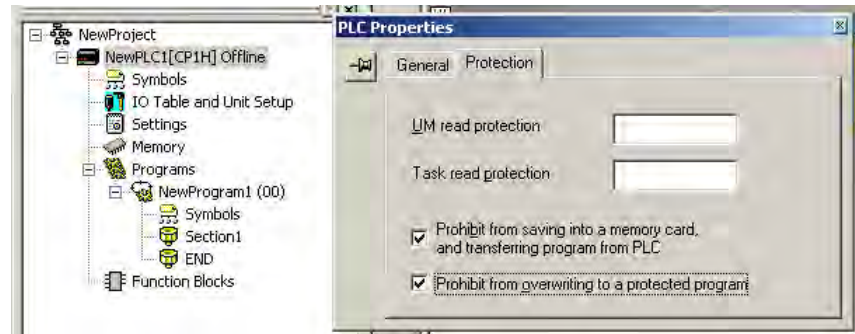 NewProject
NewPLC1[CP1H] Offline
Symbols
IO Table and Unit Setup
Settings
Memory
Programs
NewProgram1 (00)
Symbols
Section1
END
Function Blocks
PLC Properties
General Protection
UM read protection
Task read protection
Prohibit from saving into a memory card,
and transferring program from PLC
Prohibit from overwriting to a protected program